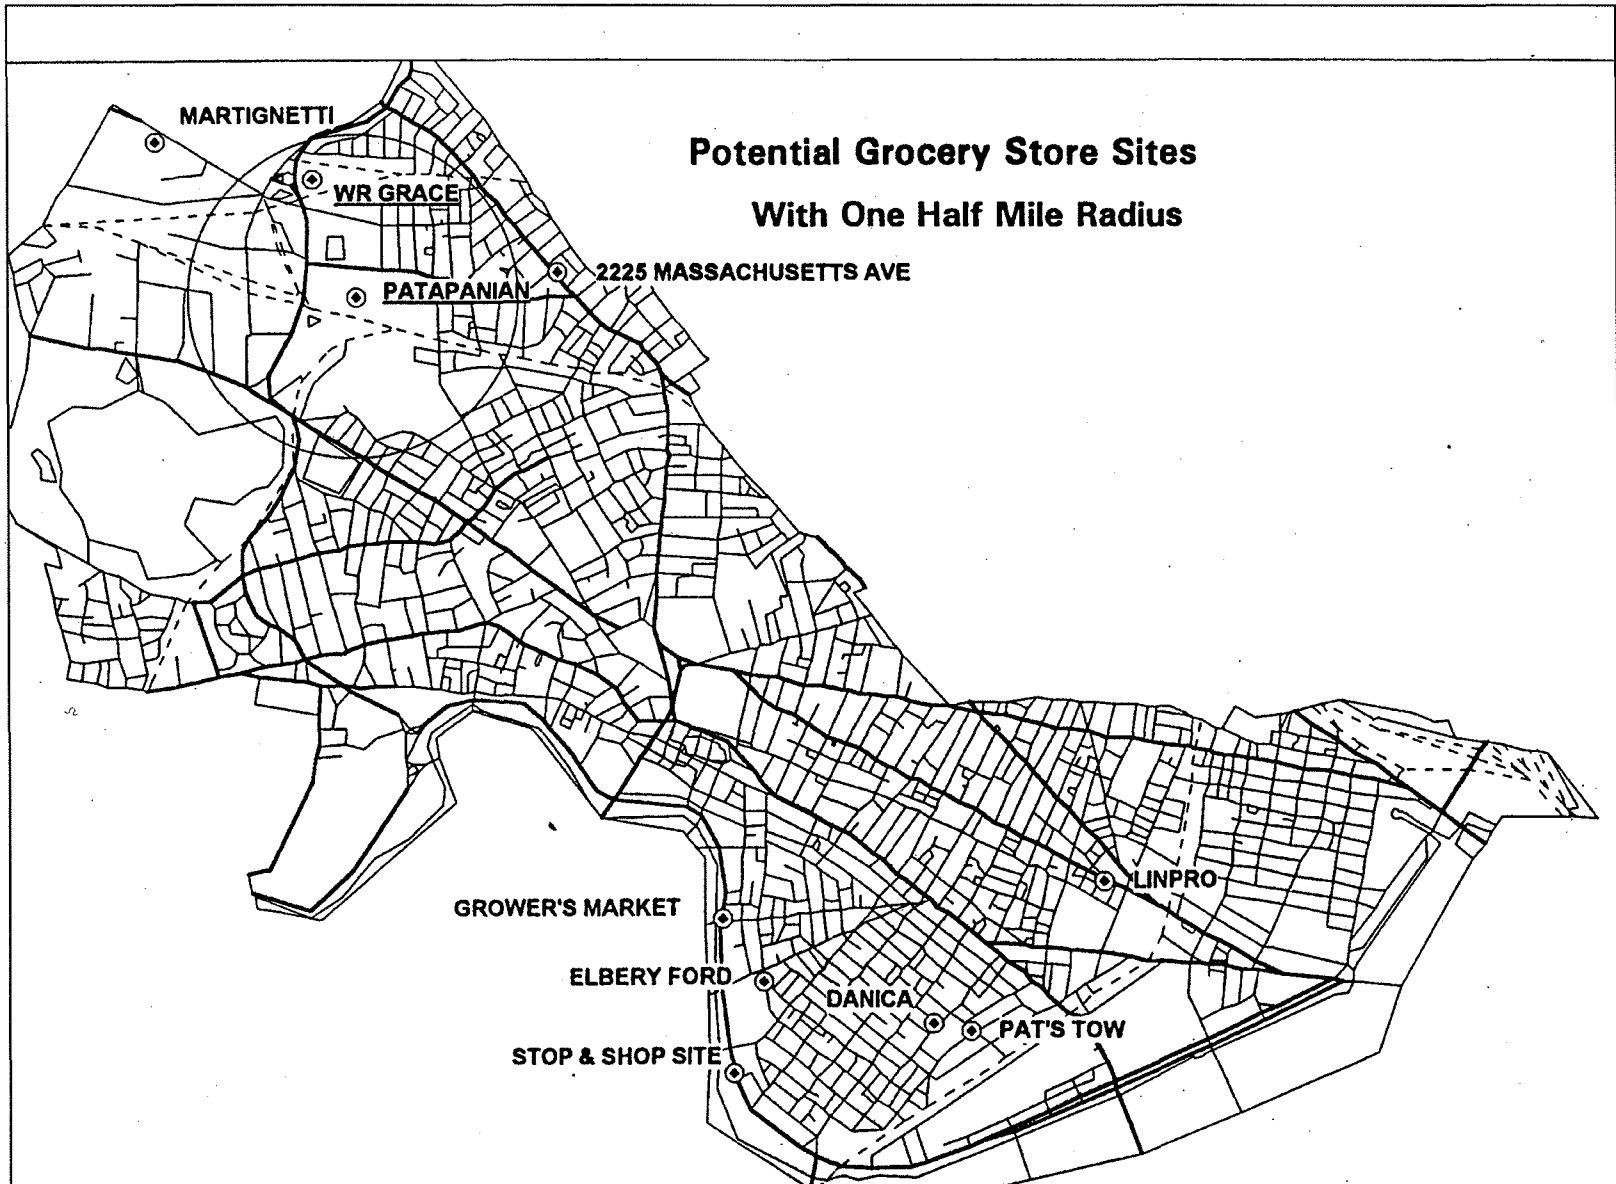 MARTIGNETTI
Potential Grocery Store Sites
With One Half Mile Radius
WR GRACE
2225 MASSACHUSETTS AVE
PATAPANIAN
LINPRO
GROWER'S MARKET
ELBERY FORD
DANICA
PAT'S TOW
STOP & SHOP SITE